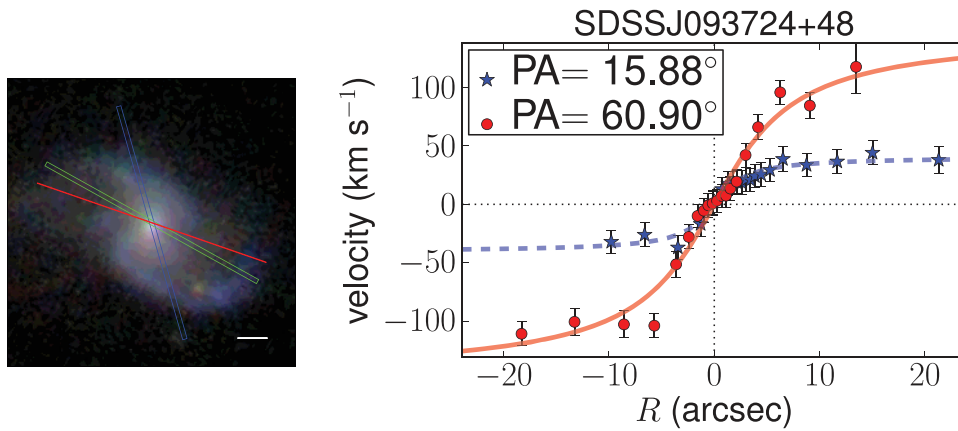 SDSSJ093724+48
PA= 15.88°
PA= 60.90°
velocity (km s⁻¹)
100
50
0
−50
−100
−20
−10
0
10
20
R (arcsec)